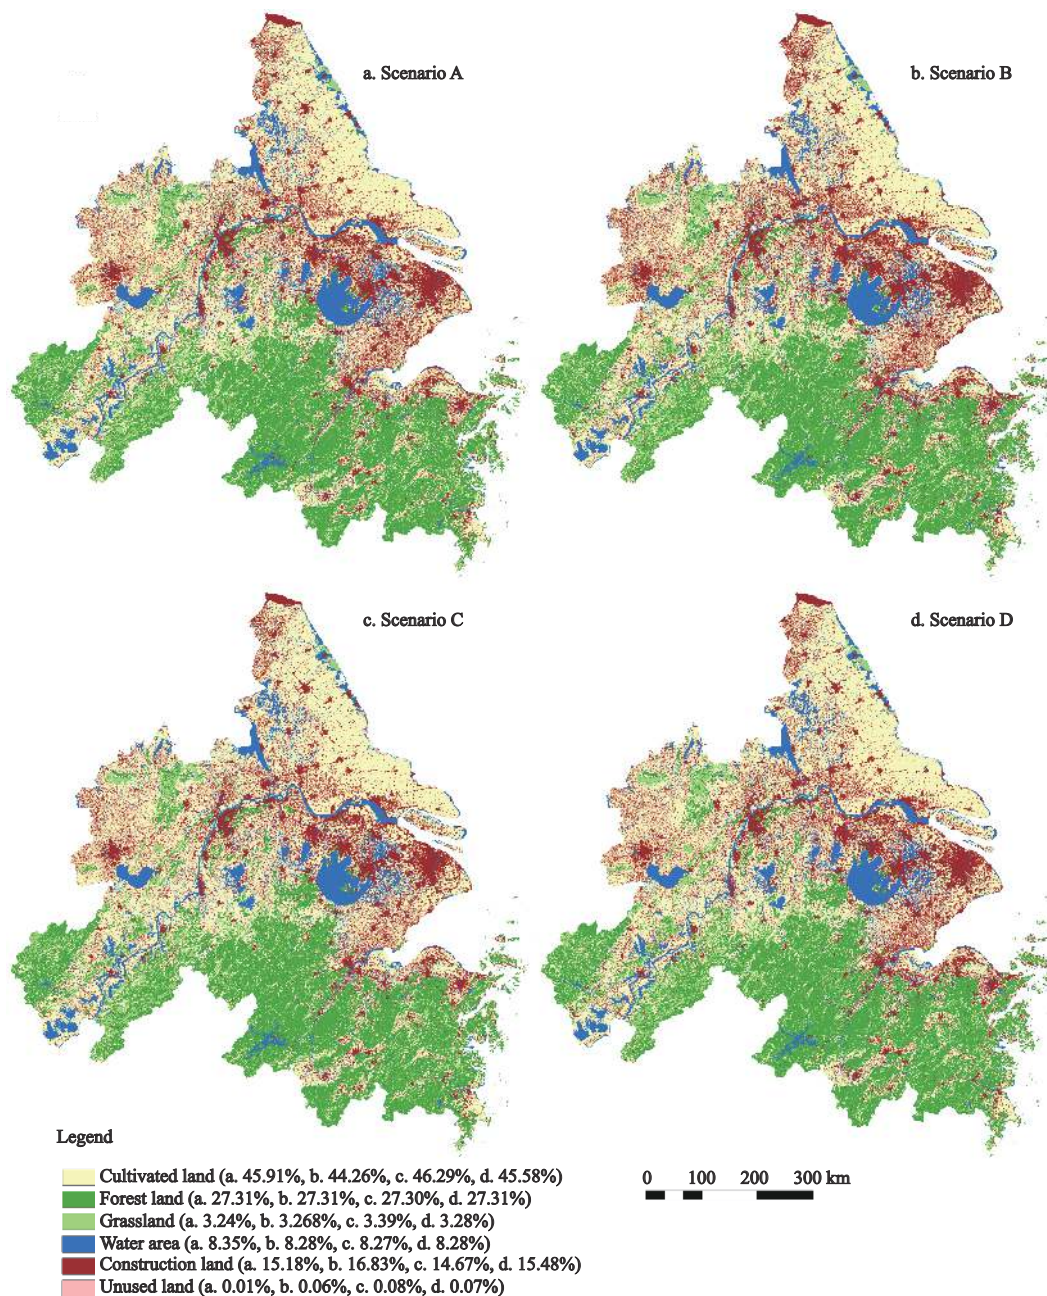 a. Scenario A
b. Scenario B
c. Scenario C
d. Scenario D
Legend
Cultivated land (a. 45.91%, b. 44.26%, c. 46.29%, d. 45.58%)
Forest land (a. 27.31%, b. 27.31%, c. 27.30%, d. 27.31%)
Grassland (a. 3.24%, b. 3.268%, c. 3.39%, d. 3.28%)
Water area (a. 8.35%, b. 8.28%, c. 8.27%, d. 8.28%)
Construction land (a. 15.18%, b. 16.83%, c. 14.67%, d. 15.48%)
Unused land (a. 0.01%, b. 0.06%, c. 0.08%, d. 0.07%)
0 100 200 300 km